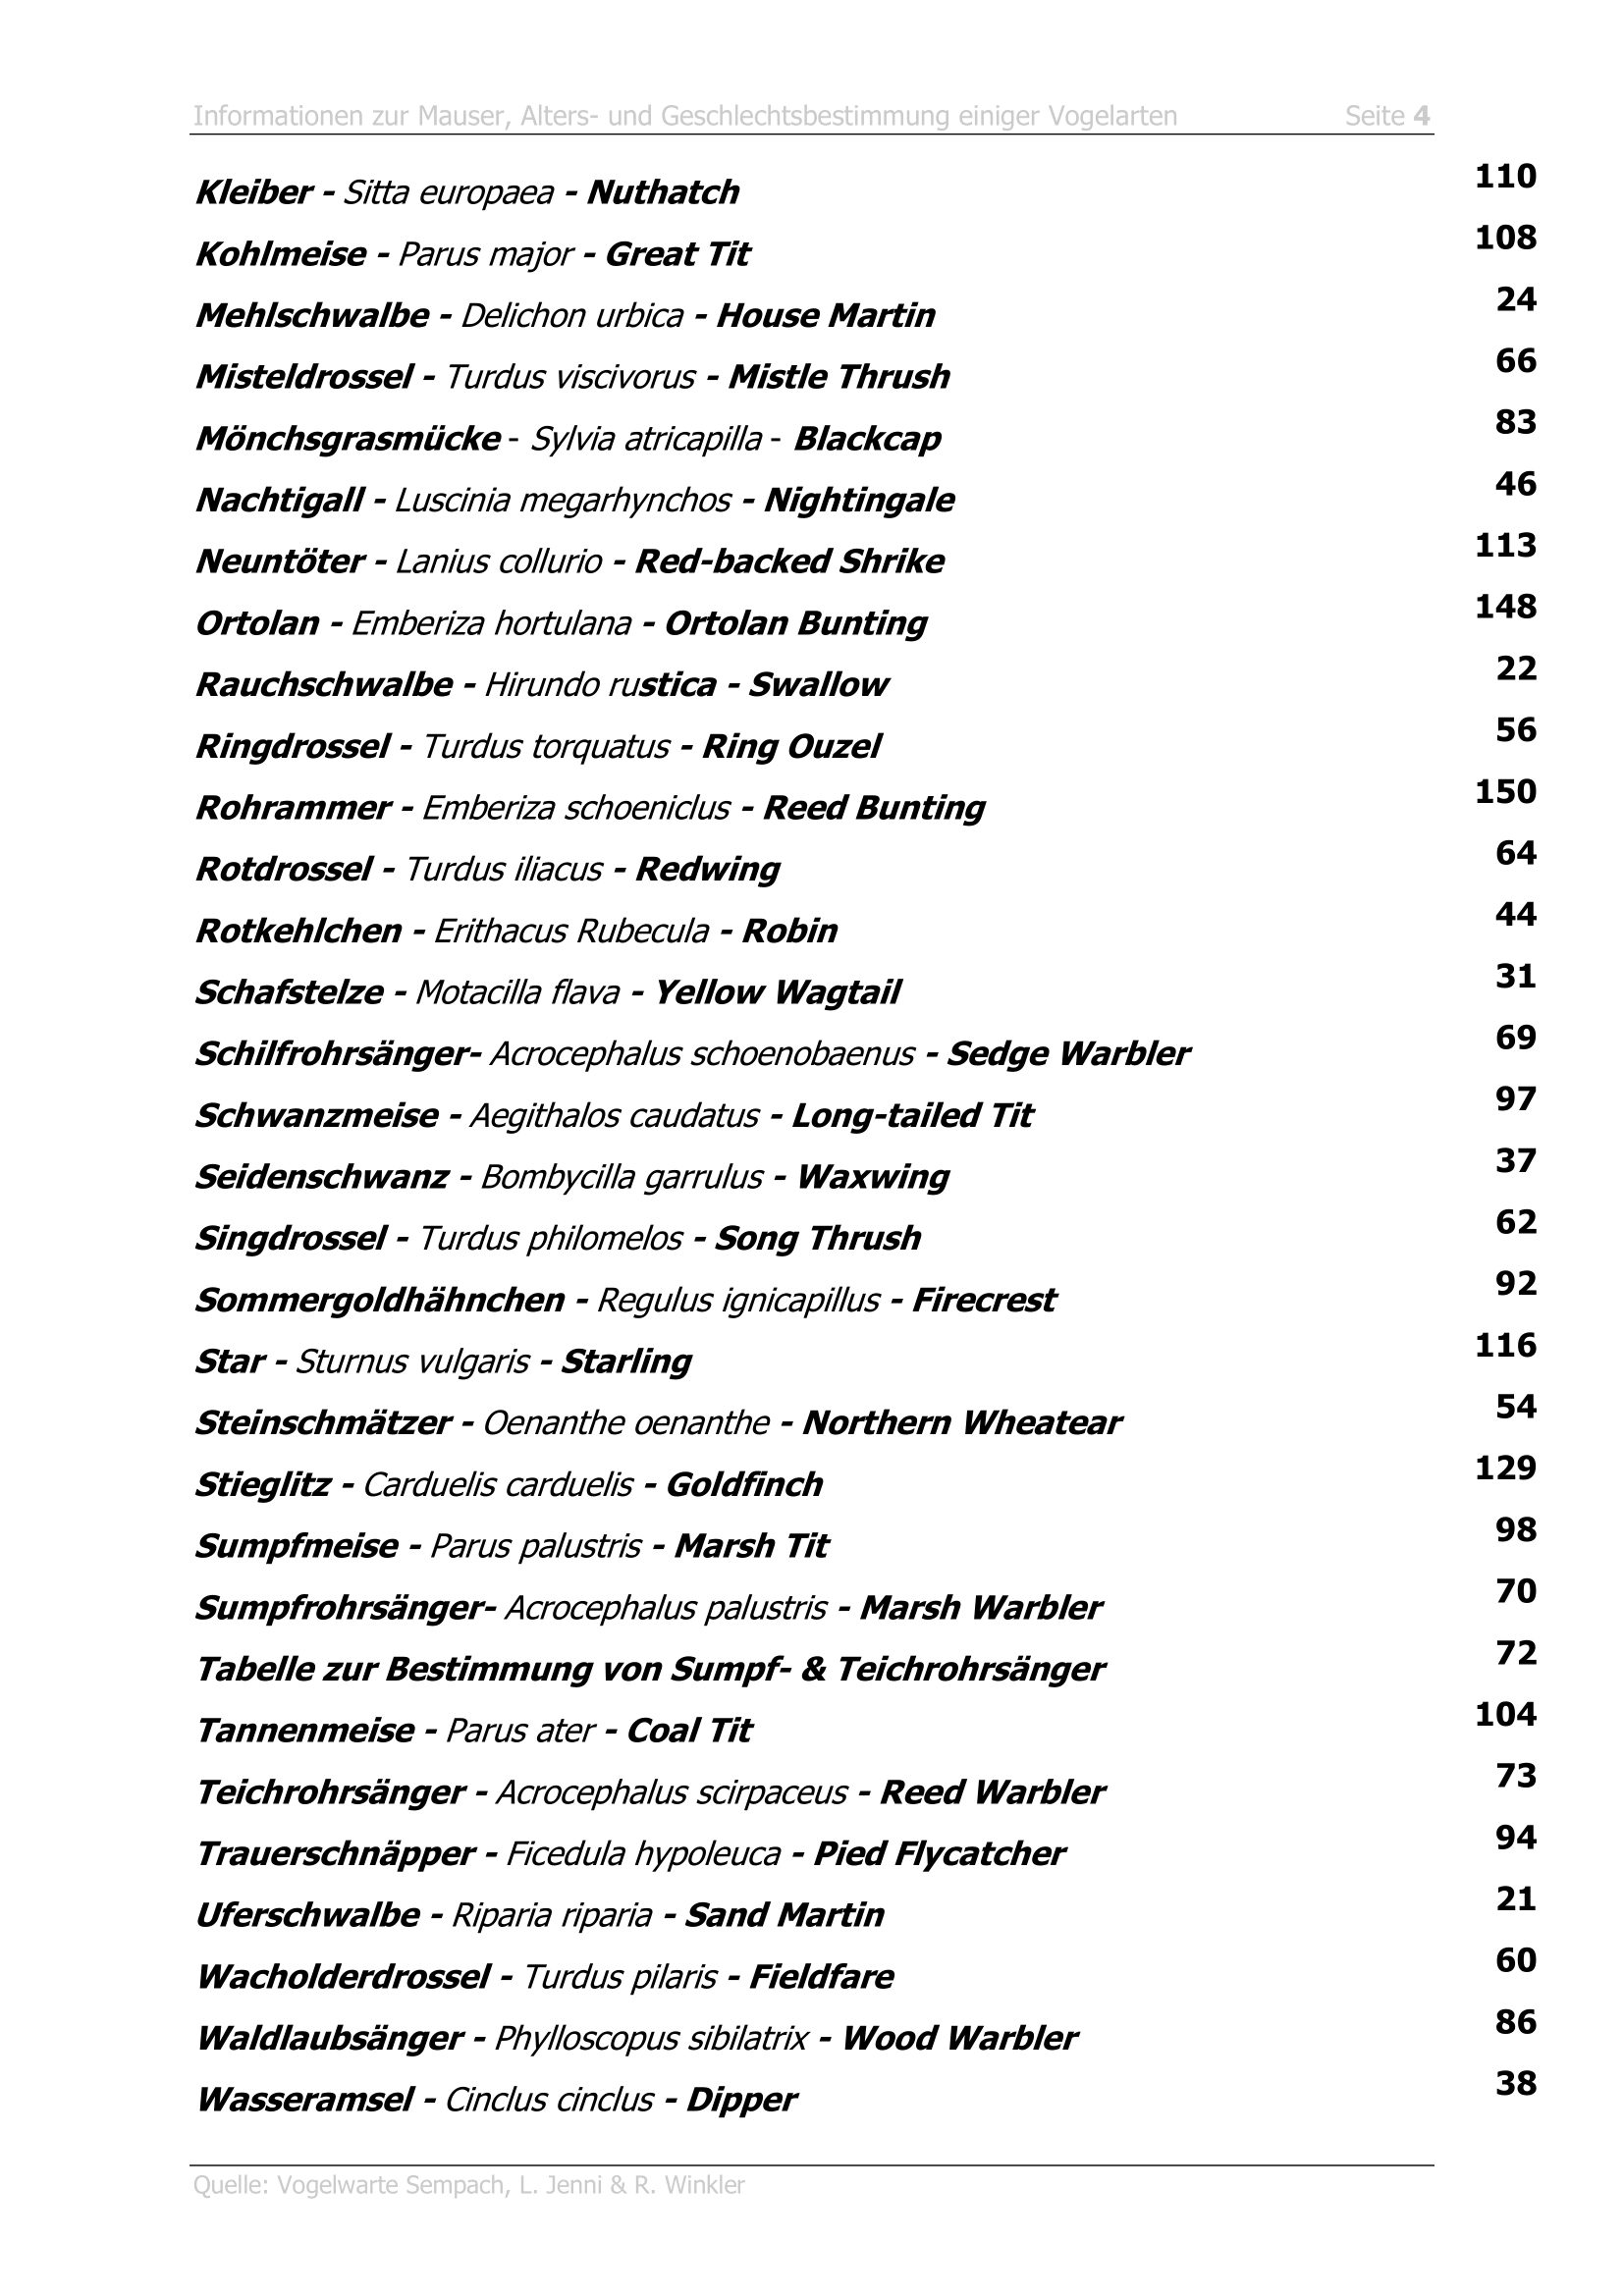 Informationen zur Mauser, Alters- und Geschlechtsbestimmung einiger Vogelarten Seite 4
Kleiber - Sitta europaea - Nuthatch 110
Kohlmeise - Parus major - Great Tit 108
Mehlschwalbe - Delichon urbica - House Martin 24
Misteldrossel - Turdus viscivorus - Mistle Thrush 66
Mönchsgrasmücke - Sylvia atricapilla - Blackcap 83
Nachtigall - Luscinia megarhynchos - Nightingale 46
Neuntöter - Lanius collurio - Red-backed Shrike 113
Ortolan - Emberiza hortulana - Ortolan Bunting 148
Rauchschwalbe - Hirundo rustica - Swallow 22
Ringdrossel - Turdus torquatus - Ring Ouzel 56
Rohrammer - Emberiza schoeniclus - Reed Bunting 150
Rotdrossel - Turdus iliacus - Redwing 64
Rotkehlchen - Erithacus Rubecula - Robin 44
Schafstelze - Motacilla flava - Yellow Wagtail 31
Schilfrohrsänger- Acrocephalus schoenobaenus - Sedge Warbler 69
Schwanzmeise - Aegithalos caudatus - Long-tailed Tit 97
Seidenschwanz - Bombycilla garrulus - Waxwing 37
Singdrossel - Turdus philomelos - Song Thrush 62
Sommergoldhähnchen - Regulus ignicapillus - Firecrest 92
Star - Sturnus vulgaris - Starling 116
Steinschmätzer - Oenanthe oenanthe - Northern Wheatear 54
Stieglitz - Carduelis carduelis - Goldfinch 129
Sumpfmeise - Parus palustris - Marsh Tit 98
Sumpfrohrsänger- Acrocephalus palustris - Marsh Warbler 70
Tabelle zur Bestimmung von Sumpf- & Teichrohrsänger 72
Tannenmeise - Parus ater - Coal Tit 104
Teichrohrsänger - Acrocephalus scirpaceus - Reed Warbler 73
Trauerschnäpper - Ficedula hypoleuca - Pied Flycatcher 94
Uferschwalbe - Riparia riparia - Sand Martin 21
Wacholderdrossel - Turdus pilaris - Fieldfare 60
Waldlaubsänger - Phylloscopus sibilatrix - Wood Warbler 86
Wasseramsel - Cinclus cinclus - Dipper 38
Quelle: Vogelwarte Sempach, L. Jenni & R. Winkler